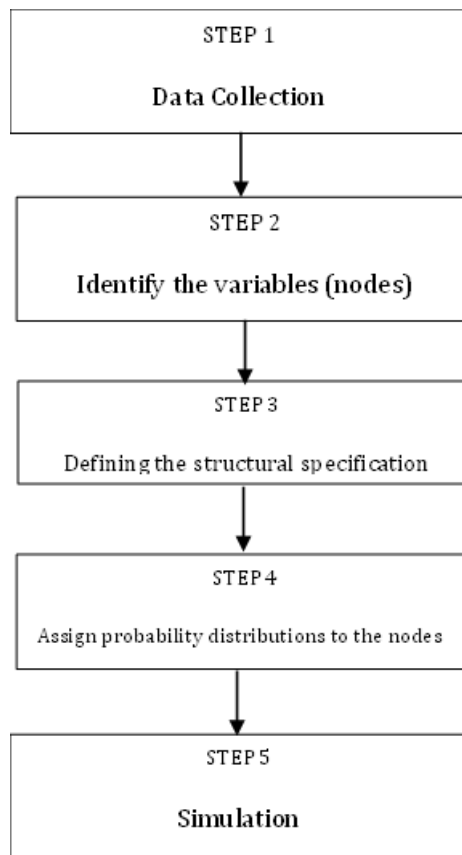 STEP 1
Data Collection
STEP 2
Identify the variables (nodes)
STEP 3
Defining the structural specification
STEP 4
Assign probability distributions to the nodes
STEP 5
Simulation